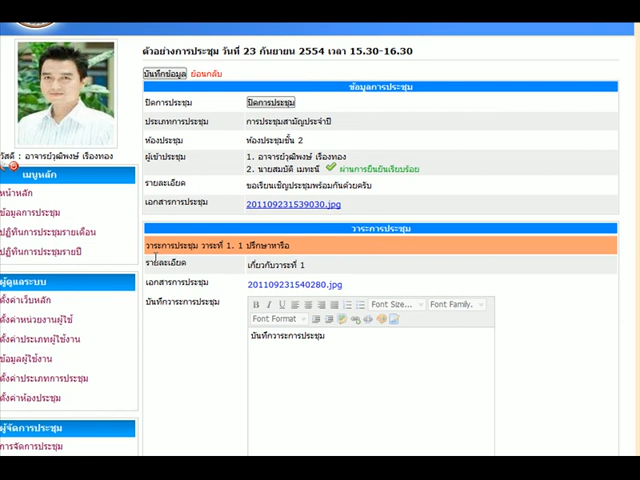 ตัวอย่างการประชุม วันที่ 23 กันยายน 2554 เวลา 15.30-16.30
บันทึกข้อมูล ย้อนกลับ
ข้อมูลการประชุม
ปิดการประชุม ปิดการประชุม
ประเภทการประชุม การประชุมสามัญประจำปี
ห้องประชุม ห้องประชุมชั้น 2
ผู้เข้าประชุม 1. อาจารย์วุฒิพงษ์ เรืองทอง
2. นายสมบัติ เมทะนี ผ่านการยืนยันเรียบร้อย
รายละเอียด ขอเรียนเชิญประชุมพร้อมกันด้วยครับ
เอกสารการประชุม 201109231539030.jpg
วาระการประชุม
วาระการประชุม วาระที่ 1. 1 ปรึกษาหารือ
รายละเอียด เกี่ยวกับวาระที่ 1
เอกสารการประชุม 201109231540280.jpg
บันทึกวาระการประชุม
B I U Font Size... Font Family.
Font Format
บันทึกวาระการประชุม
วัสดี : อาจารย์วุฒิพงษ์ เรืองทอง
เมนูหลัก
หน้าหลัก
ข้อมูลการประชุม
ปฏิทินการประชุมรายเดือน
ปฏิทินการประชุมรายปี
ผู้ดูแลระบบ
ตั้งค่าเว็บหลัก
ตั้งค่าหน่วยงานผู้ใช้
ตั้งค่าประเภทผู้ใช้งาน
ข้อมูลผู้ใช้งาน
ตั้งค่าประเภทการประชุม
ตั้งค่าห้องประชุม
ผู้จัดการประชุม
การจัดการประชุม